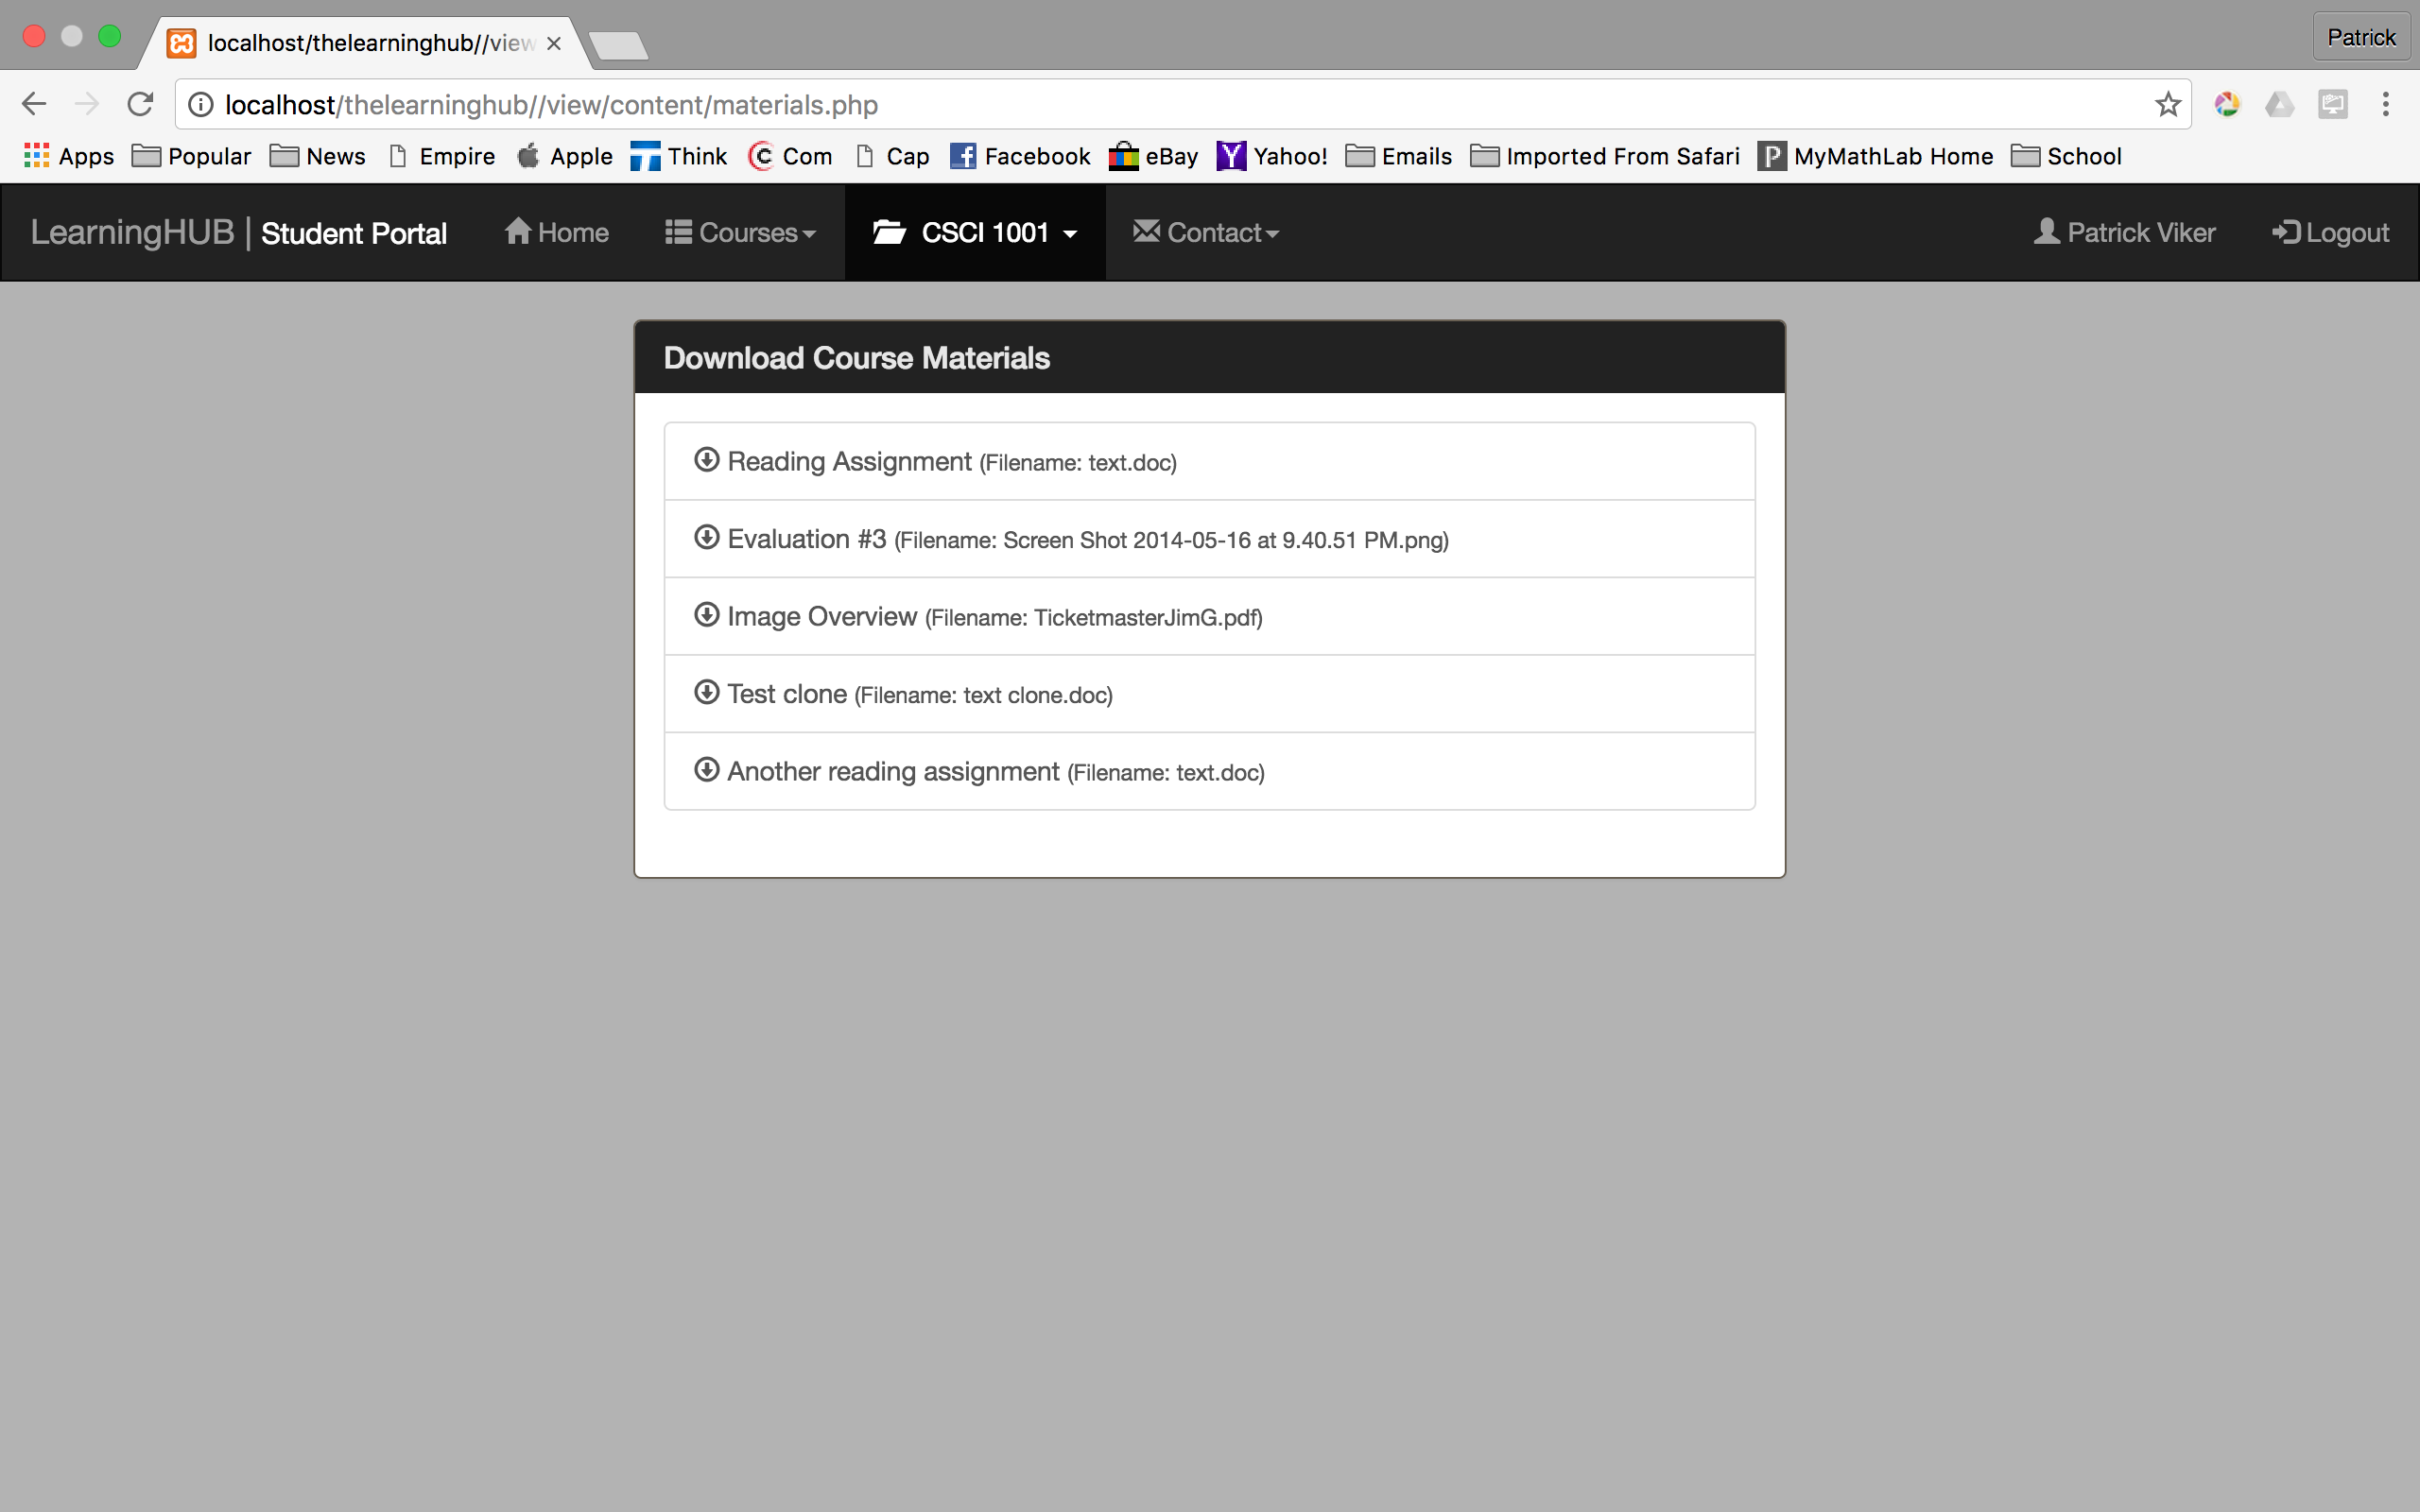 localhost/thelearninghub//view
Patrick
localhost/thelearninghub//view/content/materials.php
Apps Popular News Empire Apple Think Com Cap Facebook eBay Yahoo! Emails Imported From Safari MyMathLab Home School
LearningHUB | Student Portal Home Courses CSCI 1001 Contact Patrick Viker Logout
Download Course Materials
Reading Assignment (Filename: text.doc)
Evaluation #3 (Filename: Screen Shot 2014-05-16 at 9.40.51 PM.png)
Image Overview (Filename: TicketmasterJimG.pdf)
Test clone (Filename: text clone.doc)
Another reading assignment (Filename: text.doc)